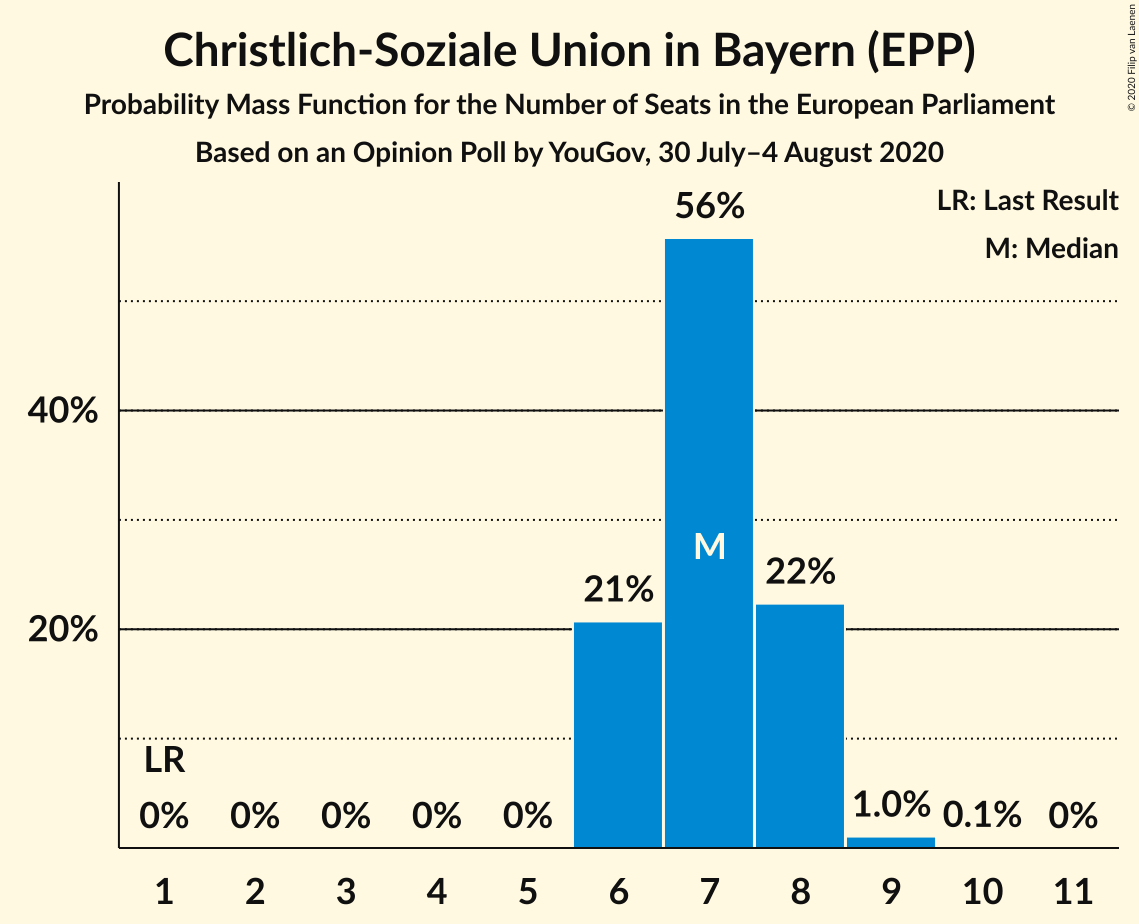 Christlich-Soziale Union in Bayern (EPP)
Probability Mass Function for the Number of Seats in the European Parliament
Based on an Opinion Poll by YouGov, 30 July–4 August 2020
© 2020 Filip van Laenen
LR: Last Result
M: Median
56%
40%
M
22%
21%
20%
LR
0% 0% 0% 0% 0% 1.0% 0.1% 0%
1 2 3 4 5 6 7 8 9 10 11